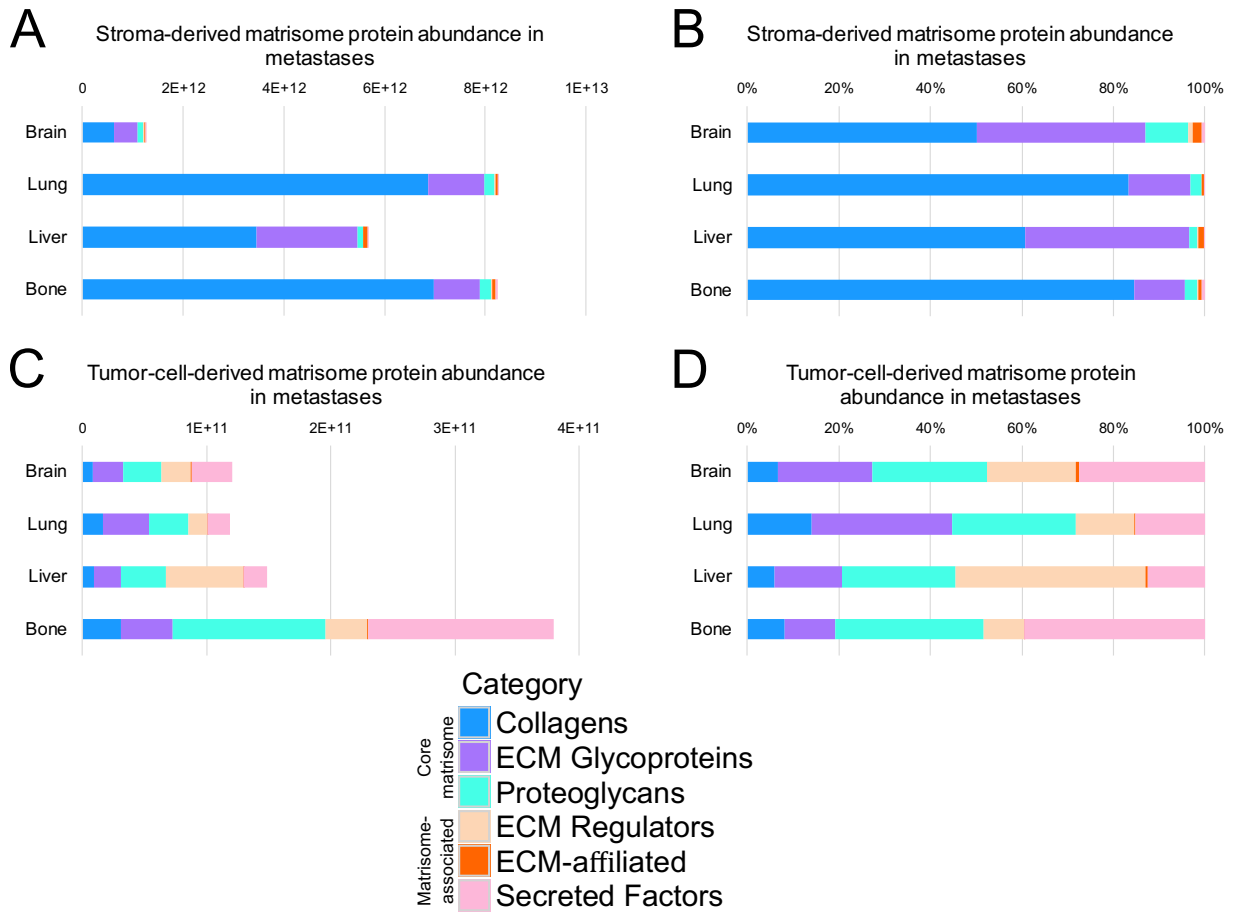 A
Stroma-derived matrisome protein abundance in
metastases
0 2E+12 4E+12 6E+12 8E+12 1E+13
Brain
Lung
Liver
Bone
B
Stroma-derived matrisome protein abundance
in metastases
0% 20% 40% 60% 80% 100%
Brain
Lung
Liver
Bone
C
Tumor-cell-derived matrisome protein abundance
in metastases
0 1E+11 2E+11 3E+11 4E+11
Brain
Lung
Liver
Bone
D
Tumor-cell-derived matrisome protein
abundance in metastases
0% 20% 40% 60% 80% 100%
Brain
Lung
Liver
Bone
Category
Core
matrisome
Collagens
ECM Glycoproteins
Proteoglycans
Matrisome-
associated
ECM Regulators
ECM-affiliated
Secreted Factors